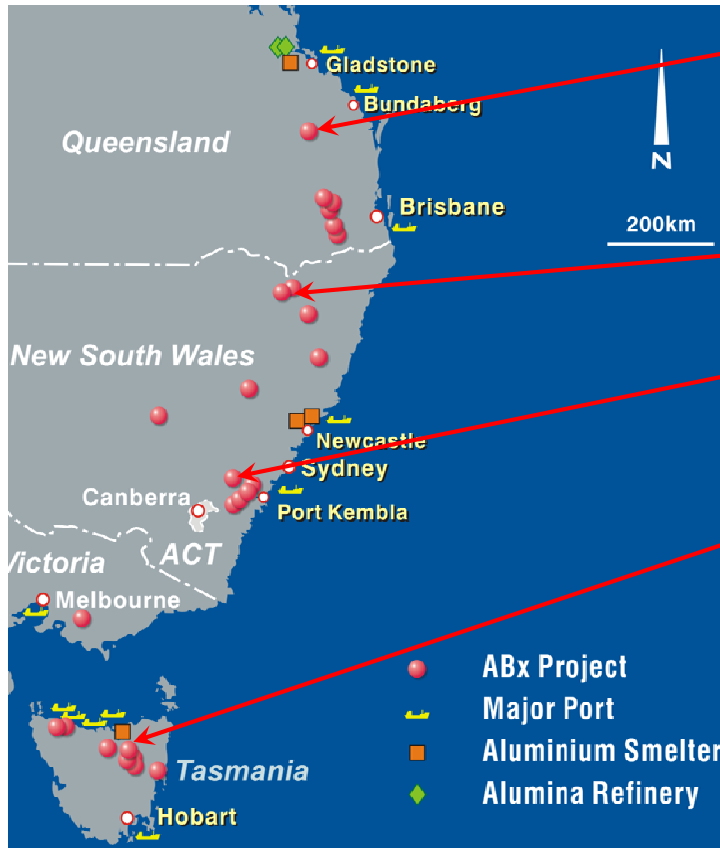 Gladstone
Bundaberg
Queensland
N
Brisbane
200km
New South Wales
Newcastle
Sydney
Canberra
Port Kembla
ACT
Victoria
Melbourne
ABx Project
Major Port
Aluminium Smelter
Tasmania
Alumina Refinery
Hobart